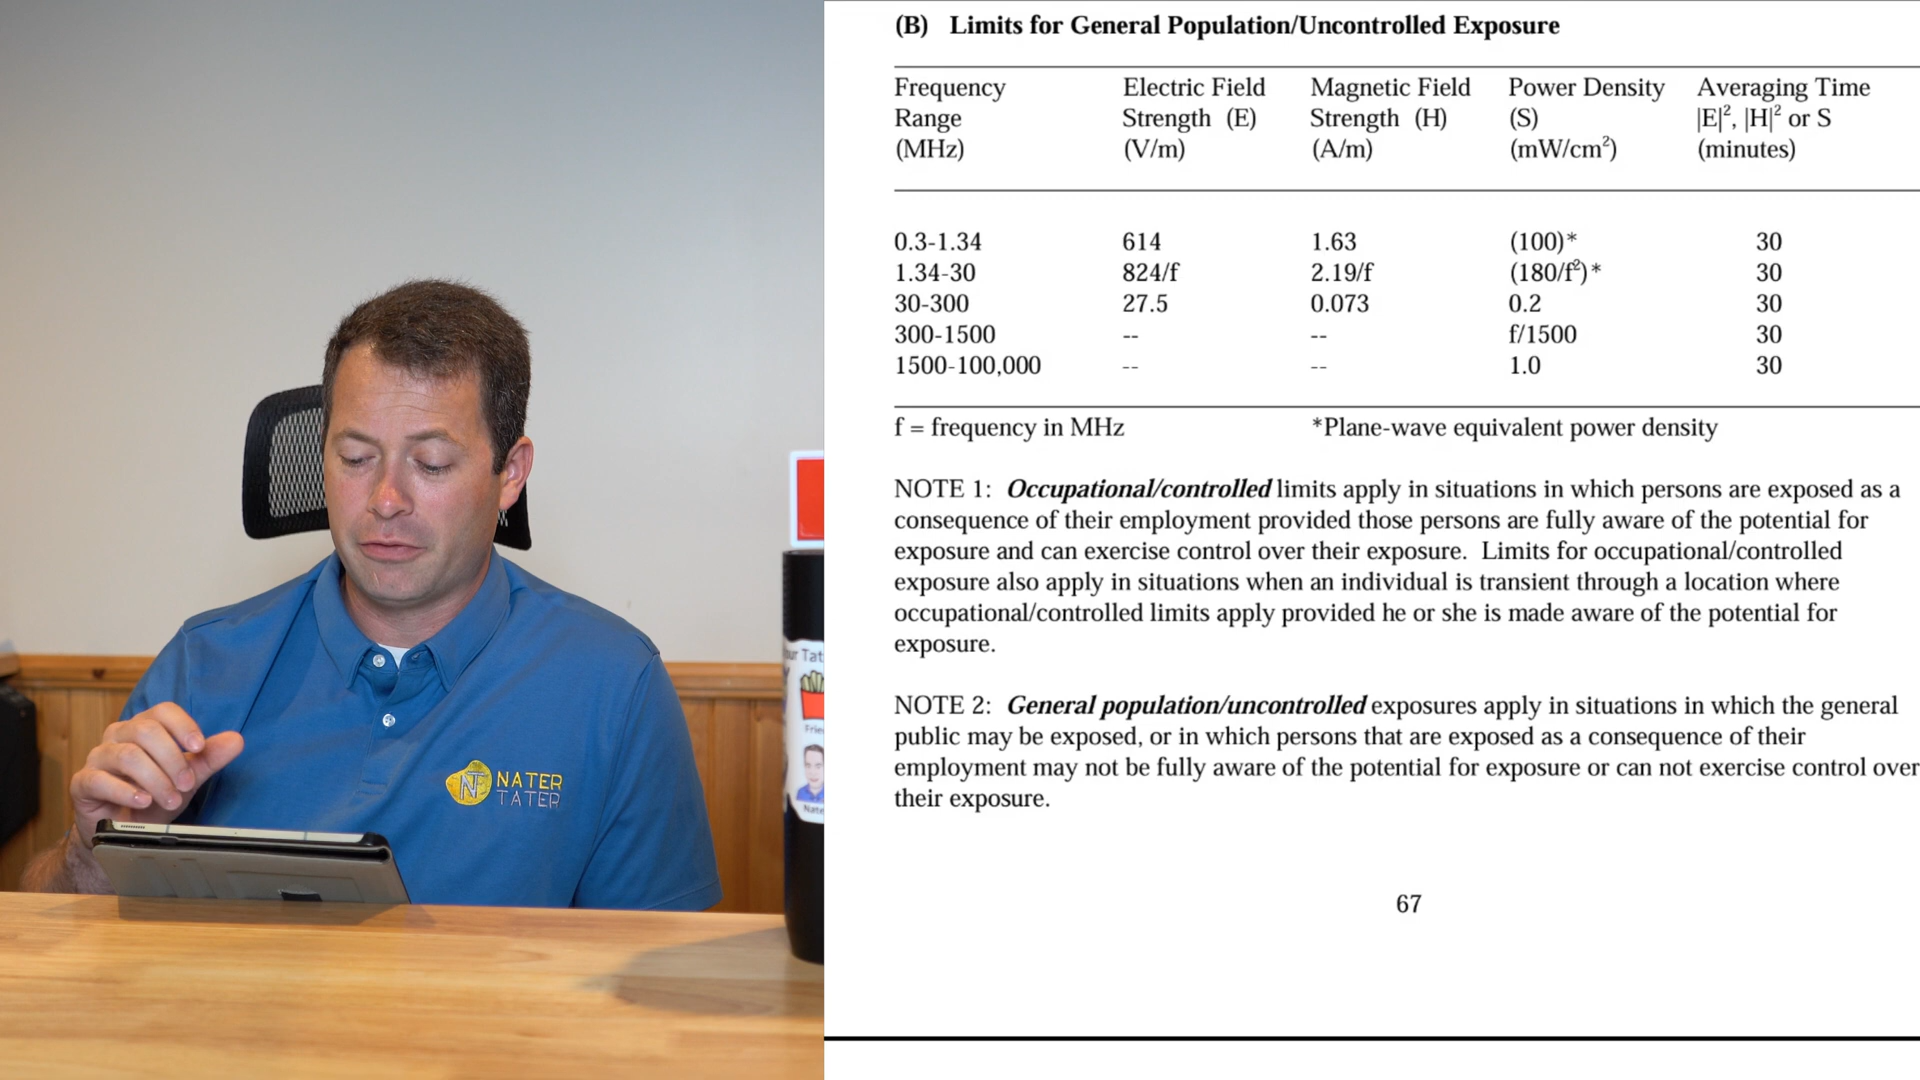 (B) Limits for General Population/Uncontrolled Exposure
Frequency Electric Field Magnetic Field Power Density Averaging Time
Range Strength (E) Strength (H) (S) |E|², |H|² or S
(MHz) (V/m) (A/m) (mW/cm²) (minutes)
0.3-1.34 614 1.63 (100)* 30
1.34-30 824/f 2.19/f (180/f²)* 30
30-300 27.5 0.073 0.2 30
300-1500 -- -- f/1500 30
1500-100,000 -- -- 1.0 30
f = frequency in MHz *Plane-wave equivalent power density
NOTE 1: Occupational/controlled limits apply in situations in which persons are exposed as a
consequence of their employment provided those persons are fully aware of the potential for
exposure and can exercise control over their exposure. Limits for occupational/controlled
exposure also apply in situations when an individual is transient through a location where
occupational/controlled limits apply provided he or she is made aware of the potential for
exposure.
NOTE 2: General population/uncontrolled exposures apply in situations in which the general
public may be exposed, or in which persons that are exposed as a consequence of their
employment may not be fully aware of the potential for exposure or can not exercise control over
their exposure.
67
NT NATER
TATER